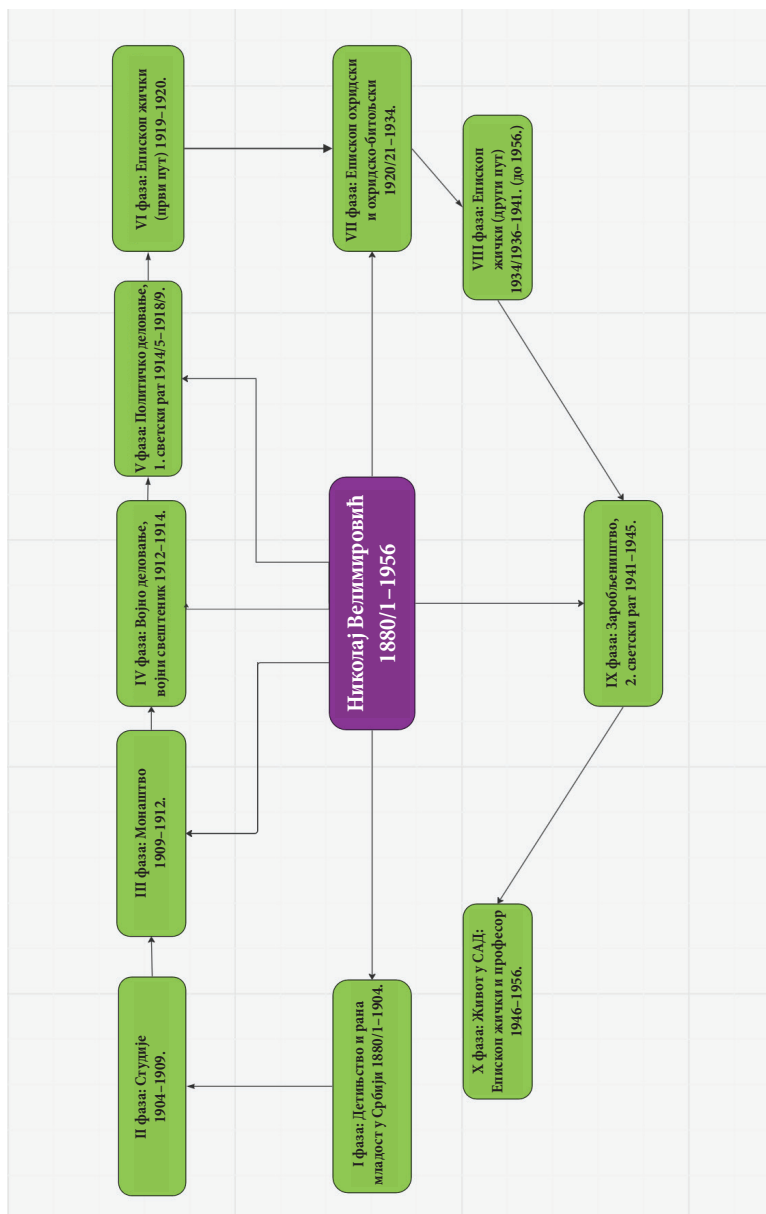 Николај Велимировић
1880/1–1956
I фаза: Детињство и рана
младост у Србији 1880/1–1904.
II фаза: Студије
1904–1909.
III фаза: Монаштво
1909–1912.
IV фаза: Војно деловање,
војни свештеник 1912–1914.
V фаза: Политичко деловање,
1. светски рат 1914/5–1918/9.
VI фаза: Епископ жички
(први пут) 1919–1920.
VII фаза: Епископ охридски
и охридско-битољски
1920/21–1934.
VIII фаза: Епископ
жички (други пут)
1934/1936–1941. (до 1956.)
IX фаза: Заробљеништво,
2. светски рат 1941–1945.
X фаза: Живот у САД:
Епископ жички и професор
1946–1956.